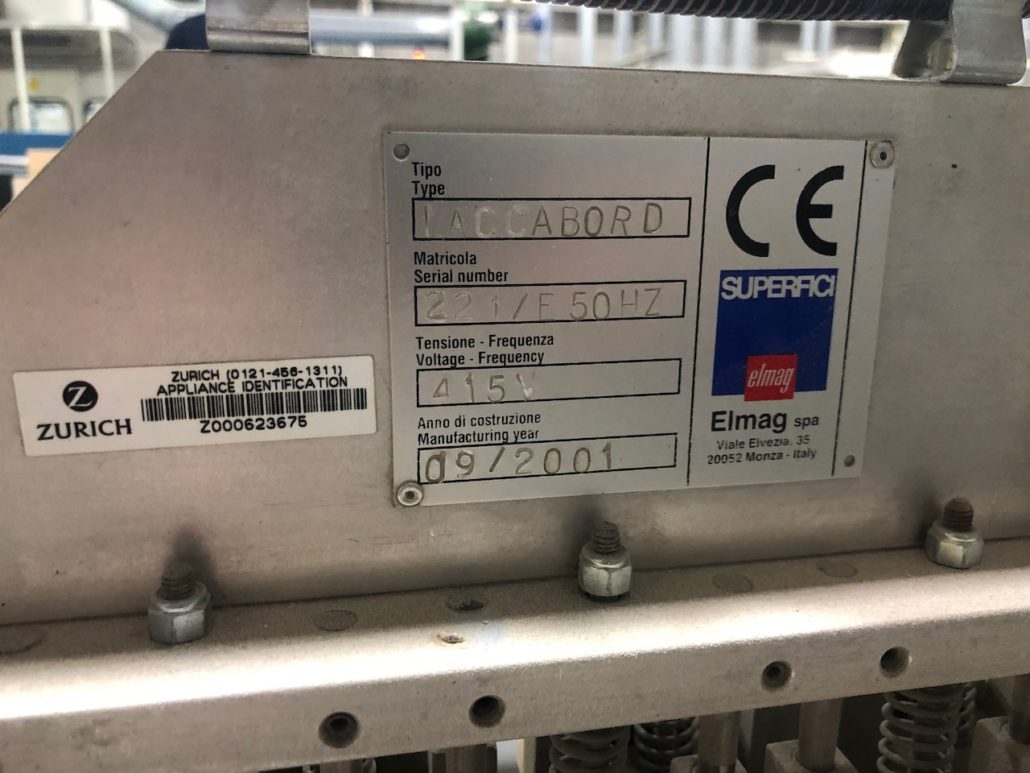 Tipo
Type
LACCABORD
Matricola
Serial number
221/E 50HZ
Tensione - Frequenza
Voltage - Frequency
415V
Anno di costruzione
Manufacturing year
09/2001
CE
SUPERFICI
elmag
Elmag spa
Viale Elvezia, 35
20052 Monza - Italy
Z
ZURICH
ZURICH (0121-456-1311)
APPLIANCE IDENTIFICATION
Z000623675